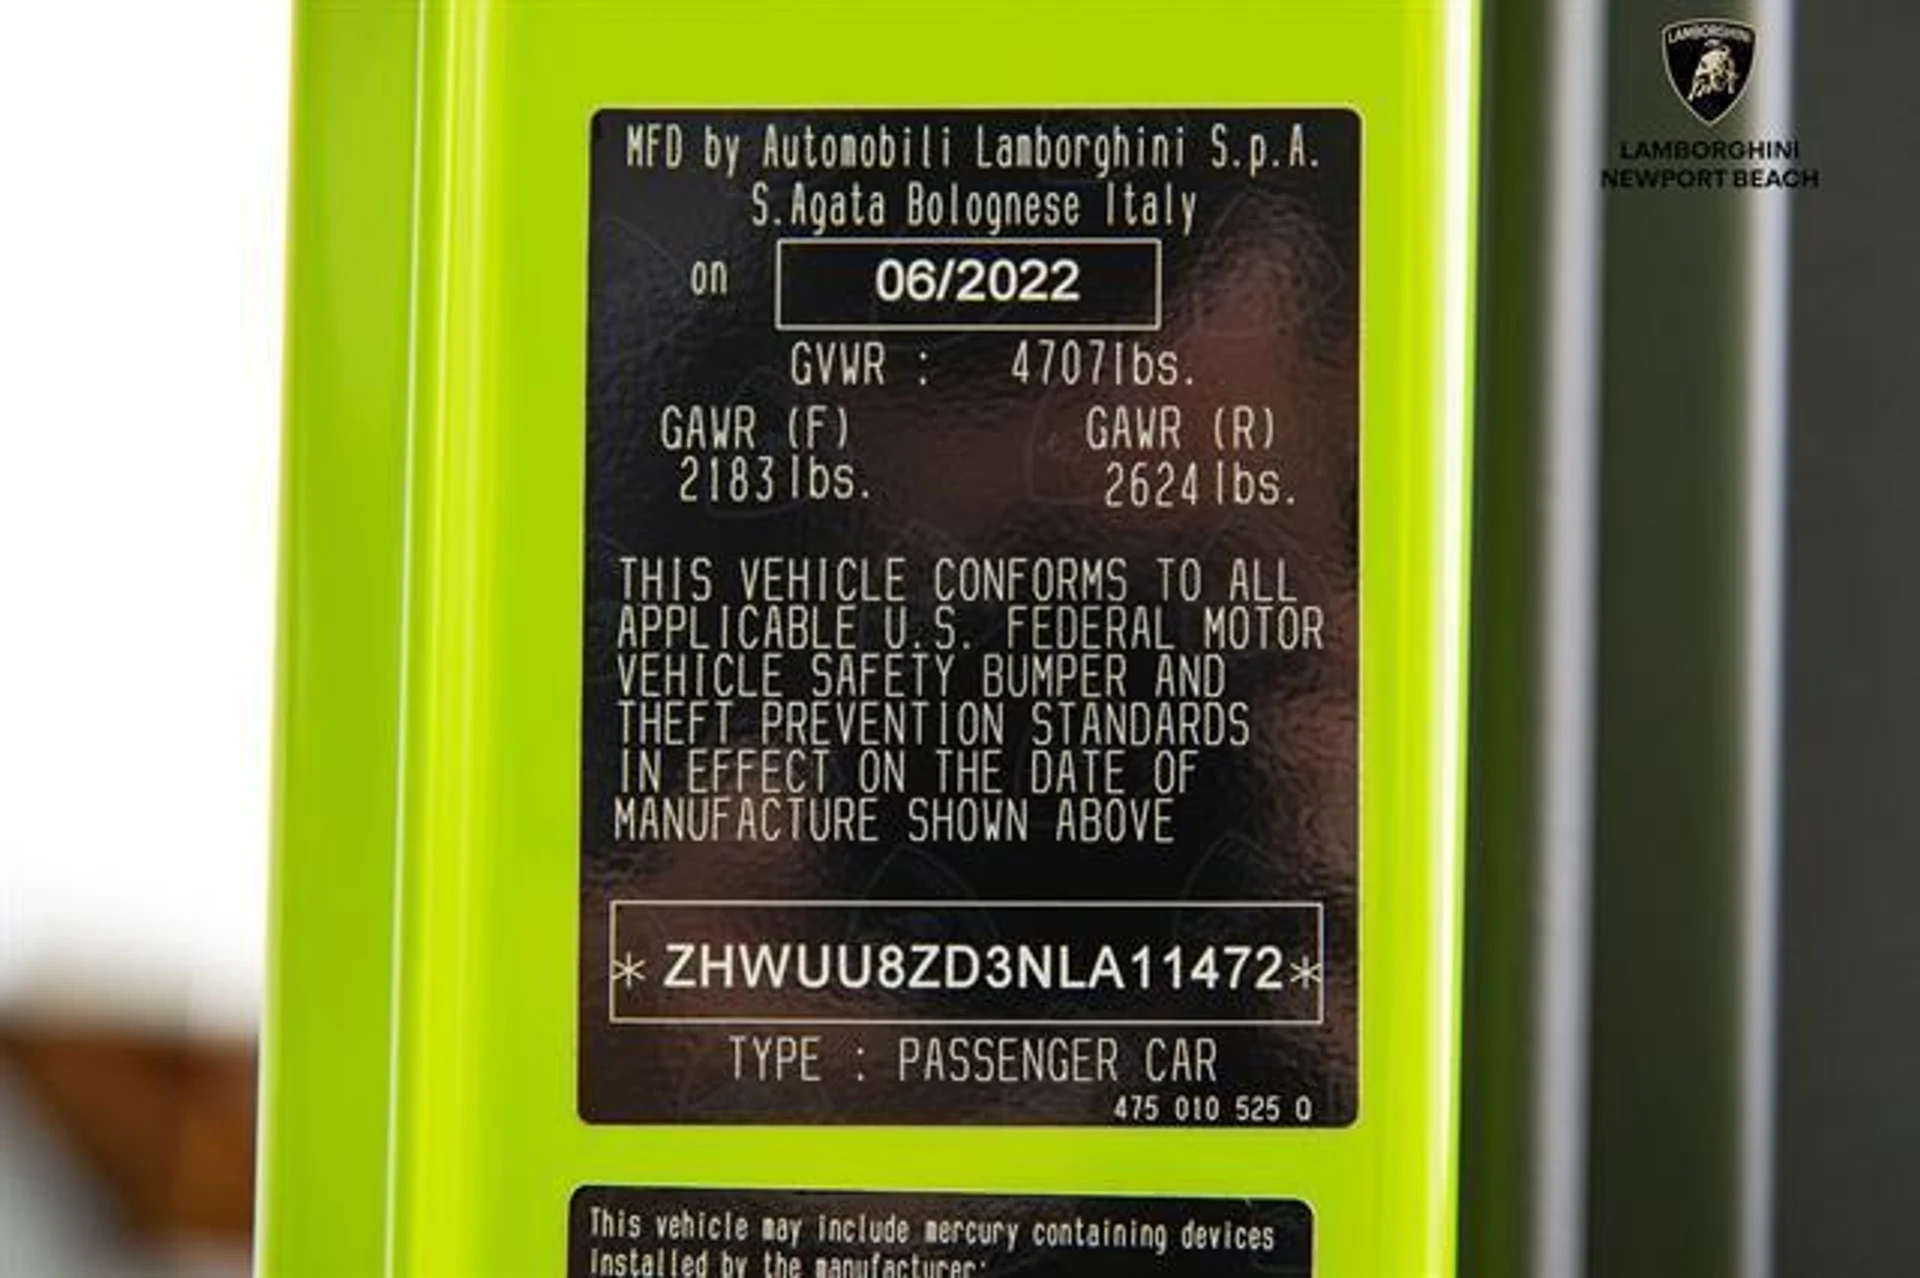 LAMBORGHINI
LAMBORGHINI
NEWPORT BEACH
MFD by Automobili Lamborghini S.p.A.
S.Agata Bolognese Italy
on 06/2022
GVWR : 4707lbs.
GAWR (F) GAWR (R)
2183lbs. 2624lbs.
THIS VEHICLE CONFORMS TO ALL
APPLICABLE U.S. FEDERAL MOTOR
VEHICLE SAFETY BUMPER AND
THEFT PREVENTION STANDARDS
IN EFFECT ON THE DATE OF
MANUFACTURE SHOWN ABOVE
* ZHWUU8ZD3NLA11472*
TYPE : PASSENGER CAR
475 010 525 Q
This vehicle may include mercury containing devices
installed by the manufacturer: